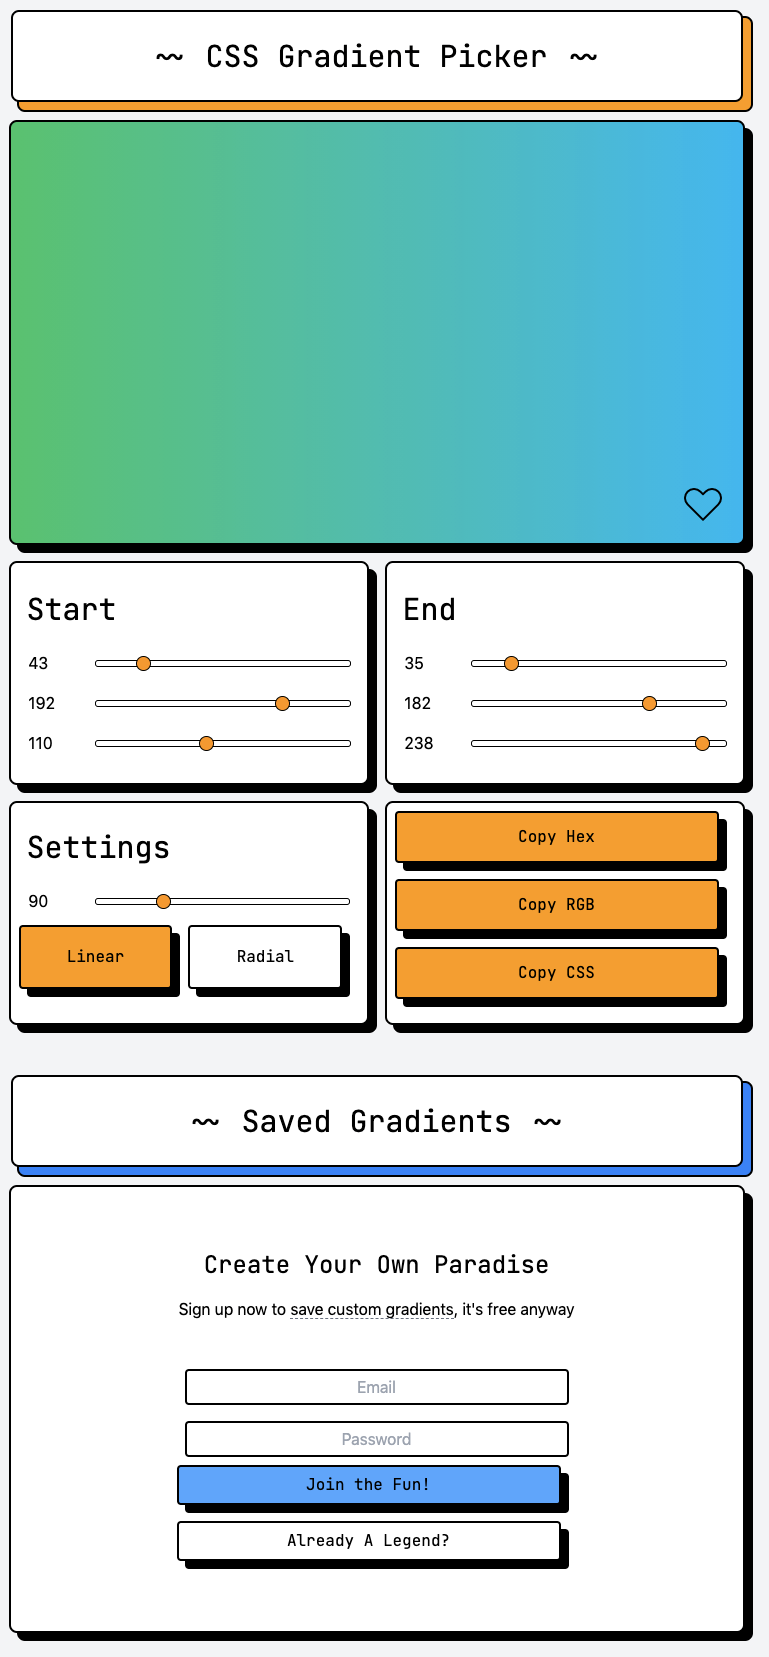 ~~ CSS Gradient Picker ~~
Start
43
192
110
End
35
182
238
Settings
90
Linear
Radial
Copy Hex
Copy RGB
Copy CSS
~~ Saved Gradients ~~
Create Your Own Paradise
Sign up now to save custom gradients, it's free anyway
Email
Password
Join the Fun!
Already A Legend?